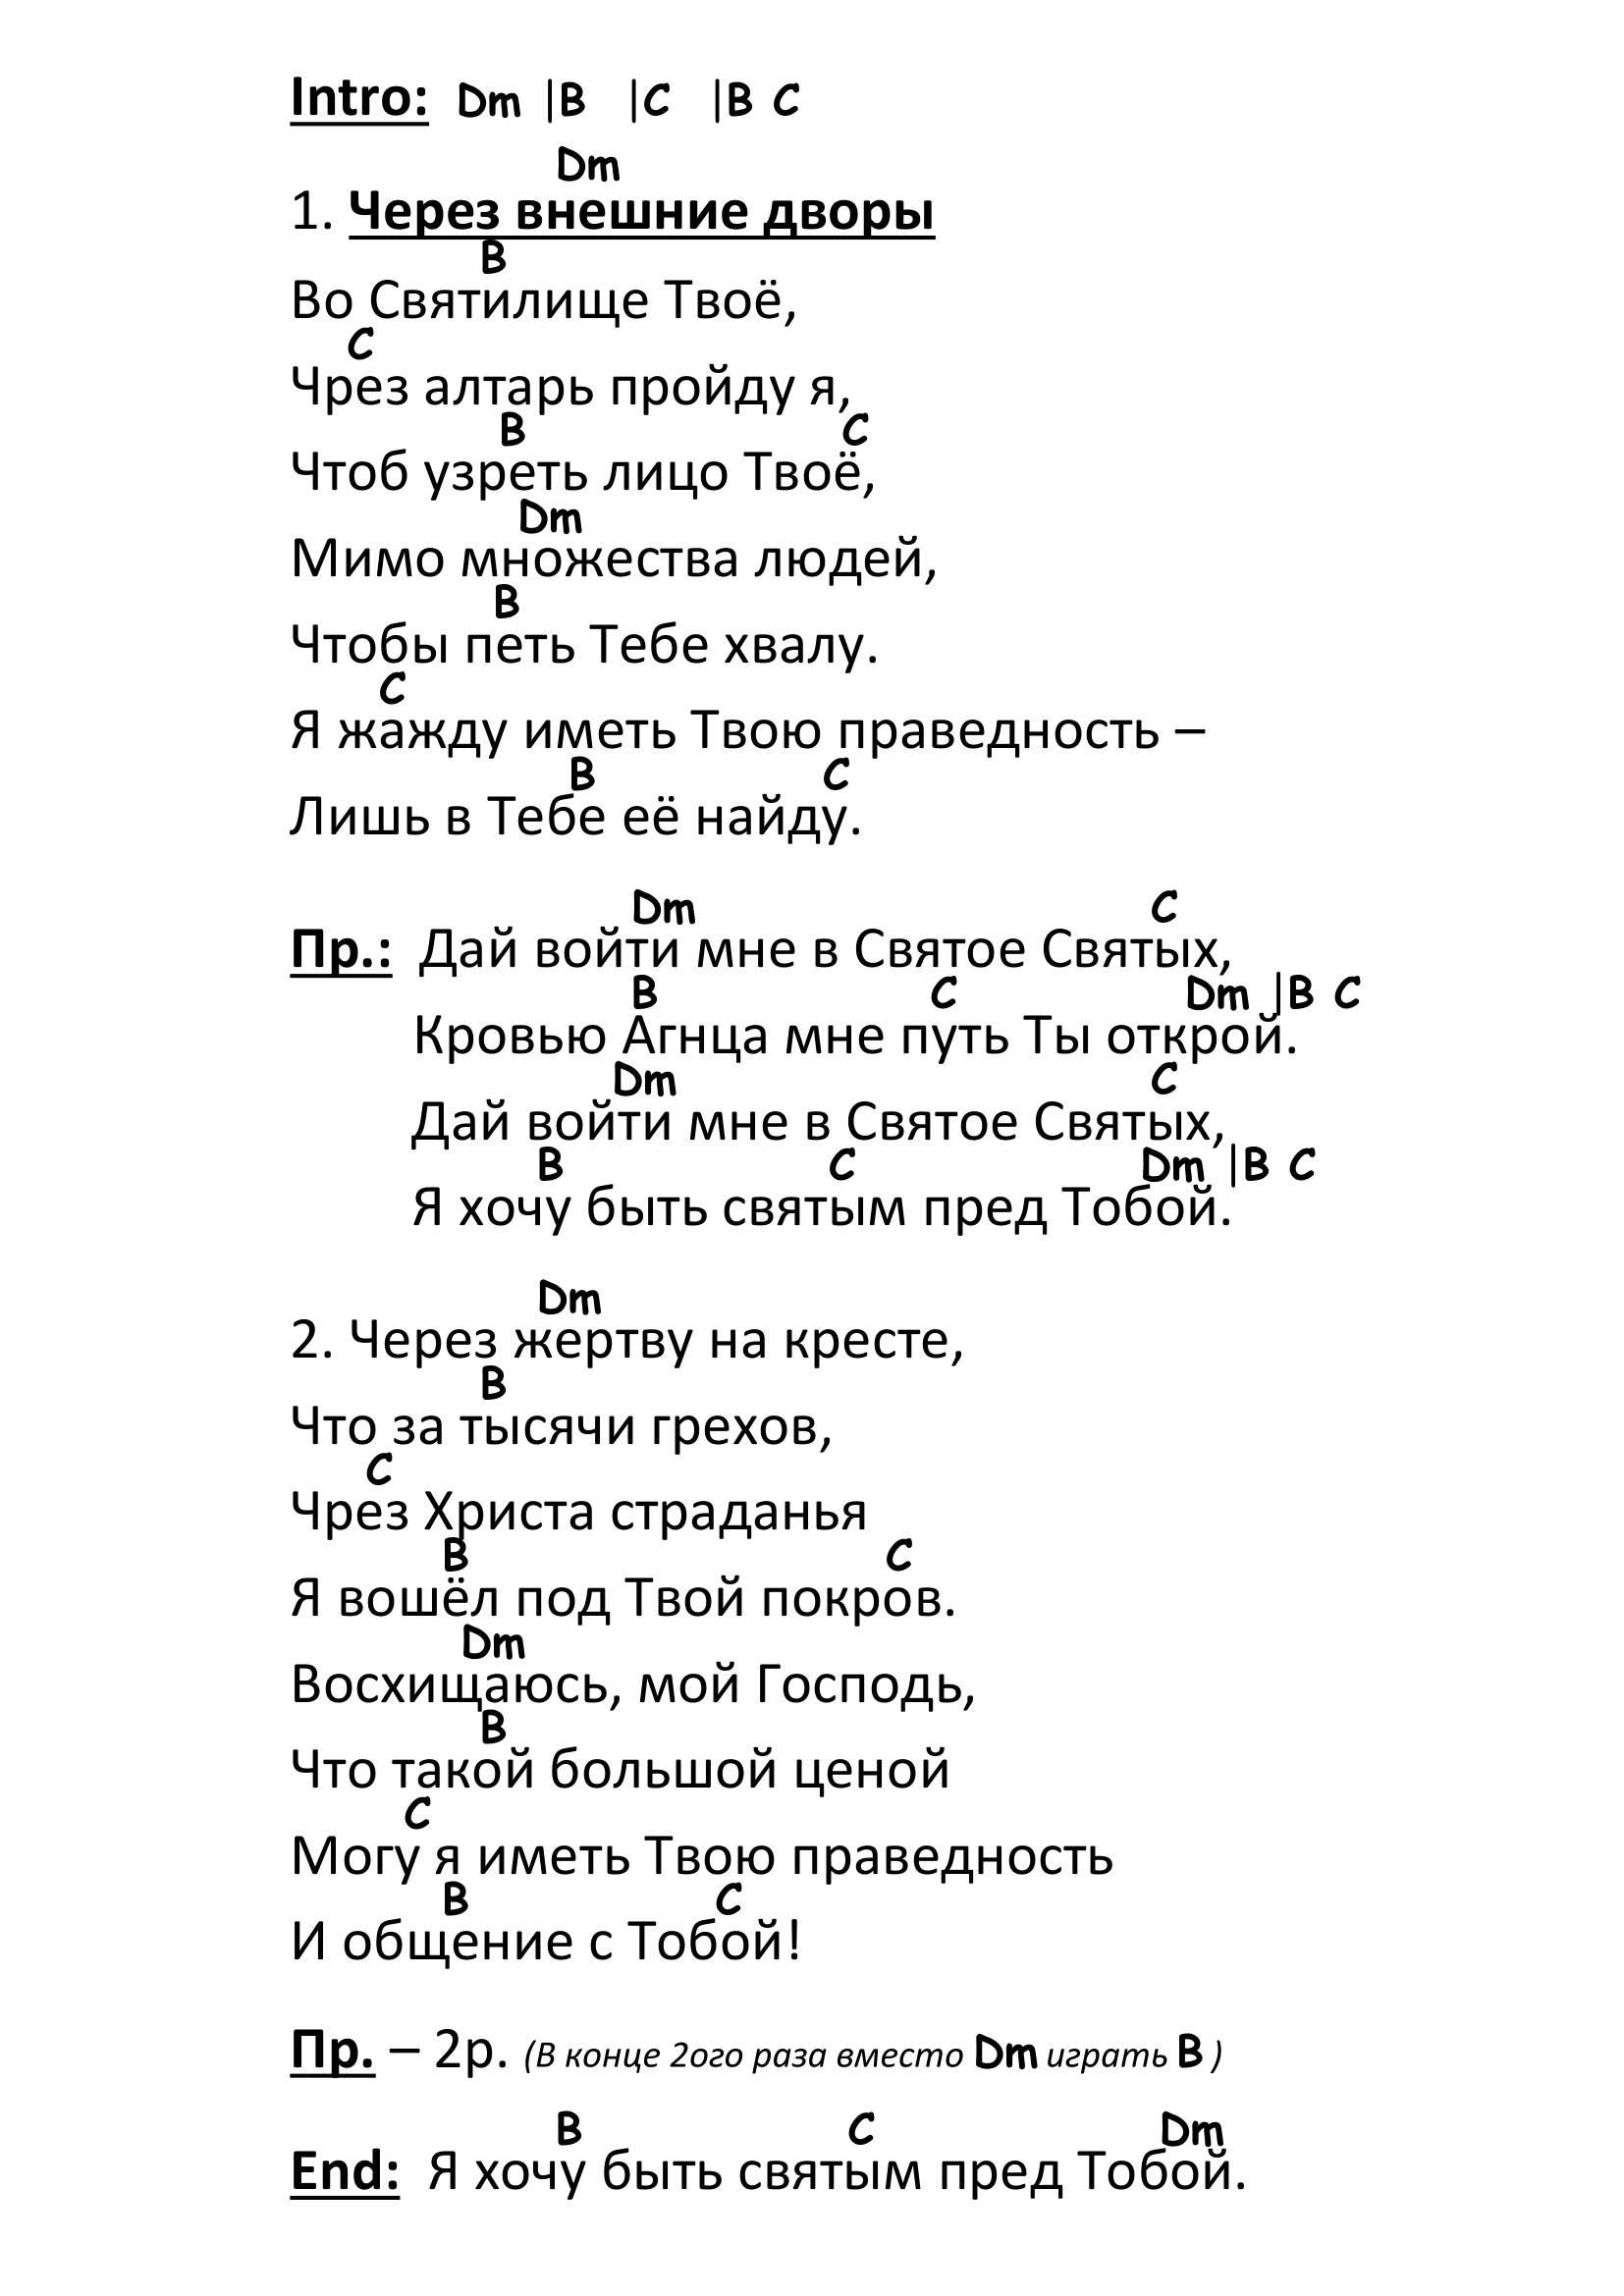 Intro: Dm |B |C |B C
Dm
1. Через внешние дворы
B
Во Святилище Твоё,
C
Чрез алтарь пройду я,
B C
Чтоб узреть лицо Твоё,
Dm
Мимо множества людей,
B
Чтобы петь Тебе хвалу.
C
Я жажду иметь Твою праведность –
B C
Лишь в Тебе её найду.
Dm C
Пр.: Дай войти мне в Святое Святых,
B C Dm |B C
Кровью Агнца мне путь Ты открой.
Dm C
Дай войти мне в Святое Святых,
B C Dm |B C
Я хочу быть святым пред Тобой.
Dm
2. Через жертву на кресте,
B
Что за тысячи грехов,
C
Чрез Христа страданья
B C
Я вошёл под Твой покров.
Dm
Восхищаюсь, мой Господь,
B
Что такой большой ценой
C
Могу я иметь Твою праведность
B C
И общение с Тобой!
Пр. – 2р. (В конце 2ого раза вместо Dm играть B )
B C Dm
End: Я хочу быть святым пред Тобой.